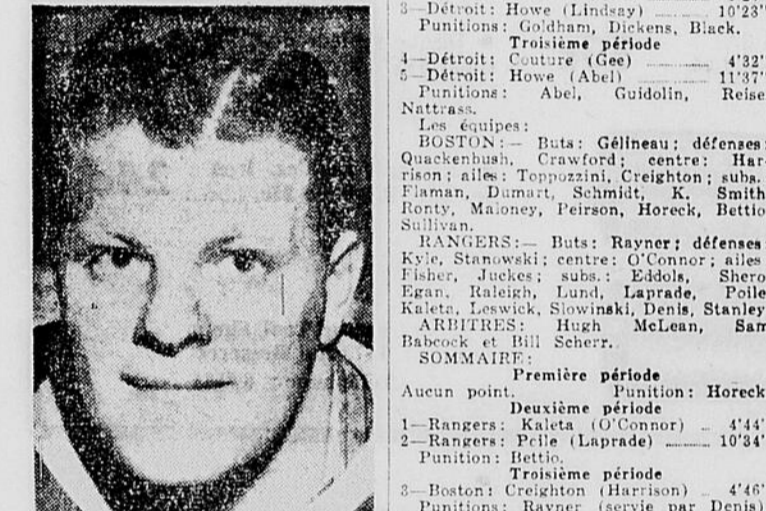 3—Détroit: Howe (Lindsay) 10'23"
Punitions: Goldham, Dickens, Black.
Troisième période
4—Détroit: Couture (Gee) 4'32"
5—Détroit: Howe (Abel) 11'37"
Punitions: Abel, Guidolin, Reise
Nattrass.
Les équipes:
BOSTON:— Buts: Gélineau; défenses:
Quackenbush, Crawford; centre: Har-
rison; ailes: Toppozzini, Creighton; subs.
Flaman, Dumart, Schmidt, K. Smith
Ronty, Maloney, Peirson, Horeck, Bettio
Sullivan.
RANGERS:— Buts: Rayner; défenses
Kyle, Stanowski; centre: O'Connor; ailes
Fisher, Juckes; subs.: Eddols, Shero
Egan, Raleigh, Lund, Laprade, Poile
Kaleta, Leswick, Slowinski, Denis, Stanley
ARBITRES: Hugh McLean, Sam
Babcock et Bill Scherr.
SOMMAIRE:
Première période
Aucun point. Punition: Horeck
Deuxième période
1—Rangers: Kaleta (O'Connor) 4'44"
2—Rangers: Poile (Laprade) 10'34"
Punition: Bettio.
Troisième période
3—Boston: Creighton (Harrison) 4'46"
Punitions: Rayner (servie par Denis)